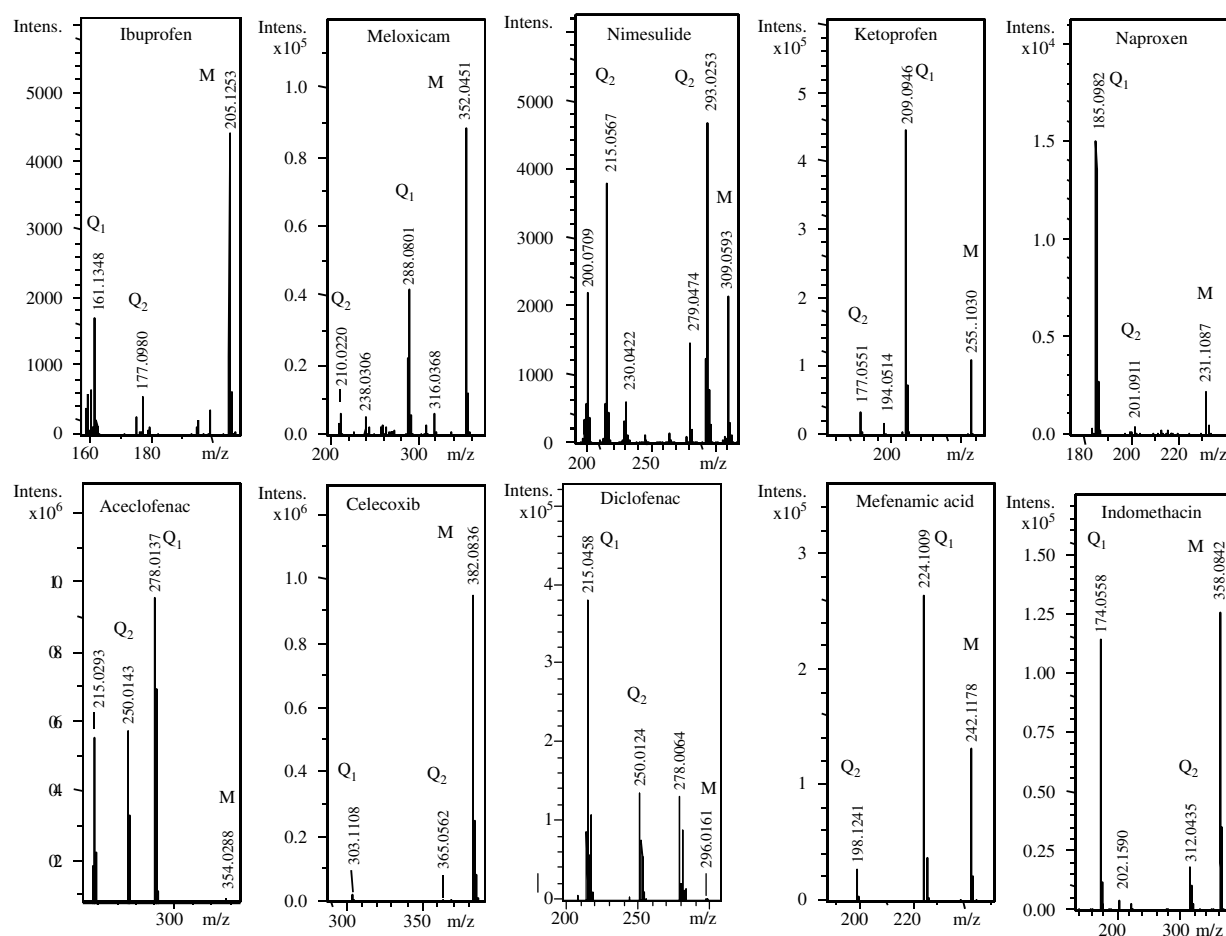 Intens.
Ibuprofen
M
205.1253
5000
4000
3000
2000
1000
0
Q1
161.1348
Q2
177.0980
160
180
m/z
Intens.
x10^5
Meloxicam
M
352.0451
1.0
0.8
0.6
0.4
0.2
0.0
Q1
288.0801
Q2
210.0220
238.0306
316.0368
200
300
m/z
Intens.
Nimesulide
Q2
Q2
293.0253
215.0567
5000
4000
3000
2000
1000
0
M
200.0709
309.0593
279.0474
230.0422
200
250
m/z
Intens.
x10^5
Ketoprofen
209.0946
Q1
5
4
3
2
1
0
M
255..1030
Q2
177.0551
194.0514
200
m/z
Intens.
x10^4
Naproxen
185.0982
Q1
1.5
1.0
0.5
0.0
M
231.1087
Q2
201.0911
180
200
220
m/z
Intens.
x10^6
Aceclofenac
278.0137
Q1
10
08
06
04
02
Q2
215.0293
250.0143
M
354.0288
300
m/z
Intens.
x10^6
Celecoxib
M
382.0836
1.0
0.8
0.6
0.4
0.2
0.0
Q1
303.1108
Q2
365.0562
300
350
m/z
Intens.
x10^5
Diclofenac
215.0458
Q1
4
3
2
1
0
Q2
250.0124
278.0064
M
296.0161
200
250
m/z
Intens.
x10^5
Mefenamic acid
224.1009
Q1
3
2
1
0
M
242.1178
Q2
198.1241
200
220
m/z
Intens.
x10^5
Indomethacin
Q1
M
358.0842
174.0558
1.50
1.25
1.00
0.75
0.50
0.25
0.00
Q2
312.0435
202.1590
200
300
m/z